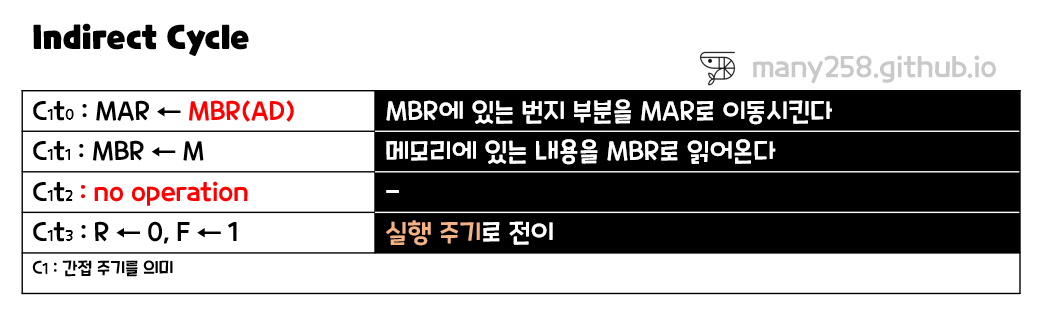 Indirect Cycle
many258.github.io
C1t0 : MAR ← MBR(AD) MBR에 있는 번지 부분을 MAR로 이동시킨다
C1t1 : MBR ← M 메모리에 있는 내용을 MBR로 읽어온다
C1t2 : no operation –
C1t3 : R ← 0, F ← 1 실행 주기로 전이
C1 : 간접 주기를 의미